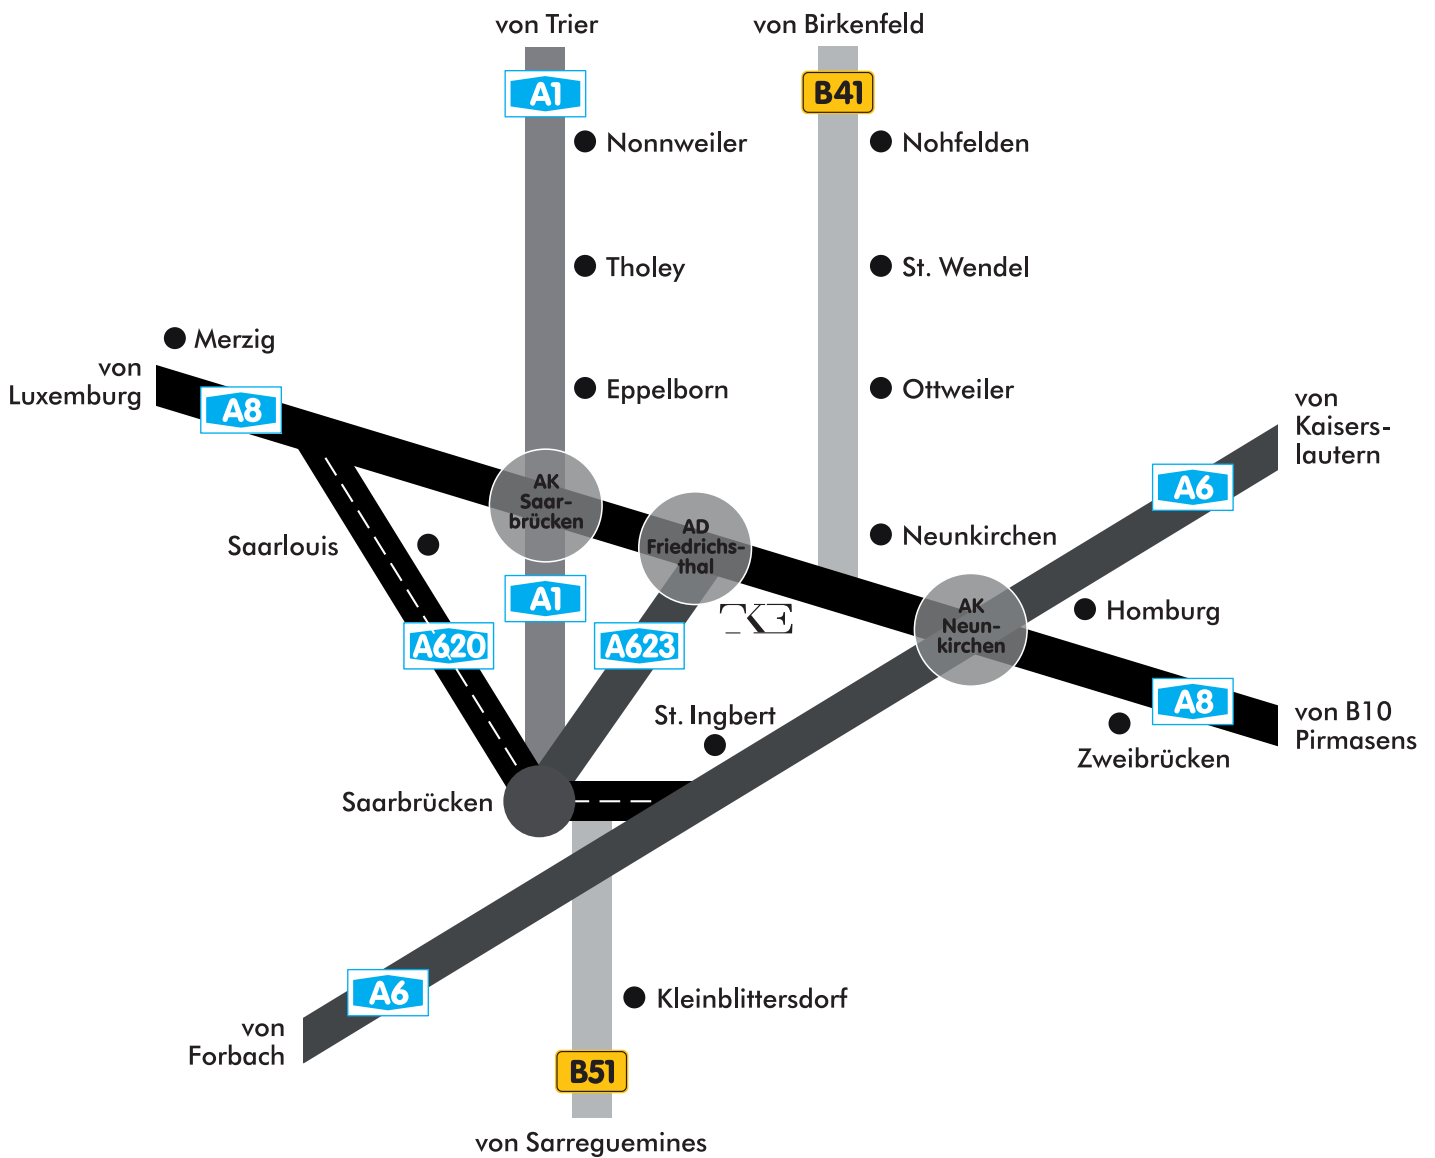 von Trier
von Birkenfeld
A1
B41
Nonnweiler
Nohfelden
Tholey
St. Wendel
Merzig
von
Luxemburg
A8
Eppelborn
Ottweiler
von
Kaisers-
lautern
A6
AK
Saar-
brücken
AD
Friedrichs-
thal
Neunkirchen
Saarlouis
A1
AK
Neun-
kirchen
Homburg
TKE
A620
A623
A8
St. Ingbert
von B10
Pirmasens
Zweibrücken
Saarbrücken
A6
Kleinblittersdorf
von
Forbach
B51
von Sarreguemines